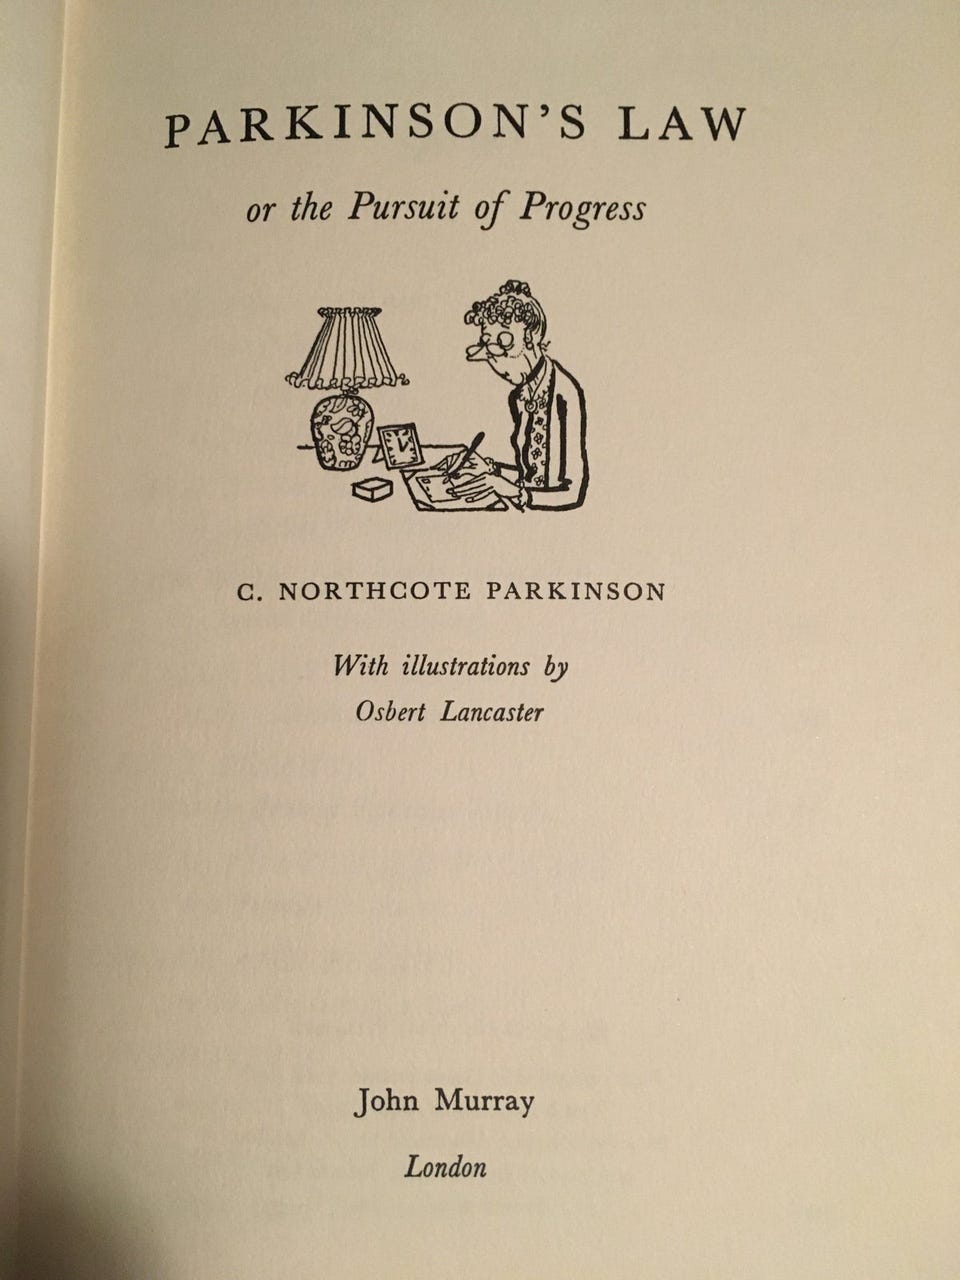 PARKINSON'S LAW
or the Pursuit of Progress
C. NORTHCOTE PARKINSON
With illustrations by
Osbert Lancaster
John Murray
London